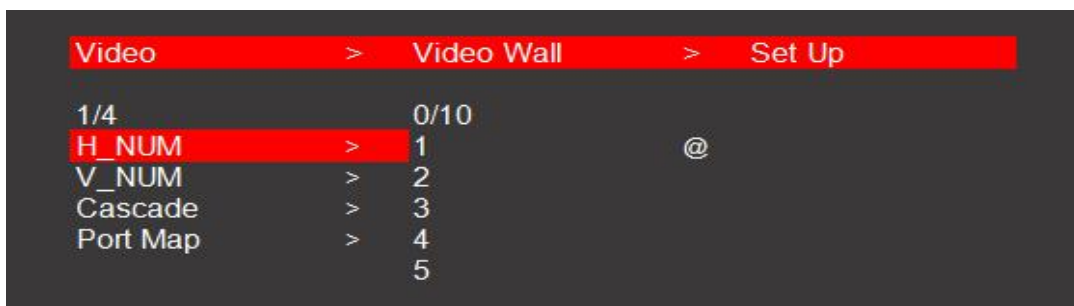 Video > Video Wall > Set Up
1/4 0/10
H_NUM > 1 @
V_NUM > 2
Cascade > 3
Port Map > 4
5